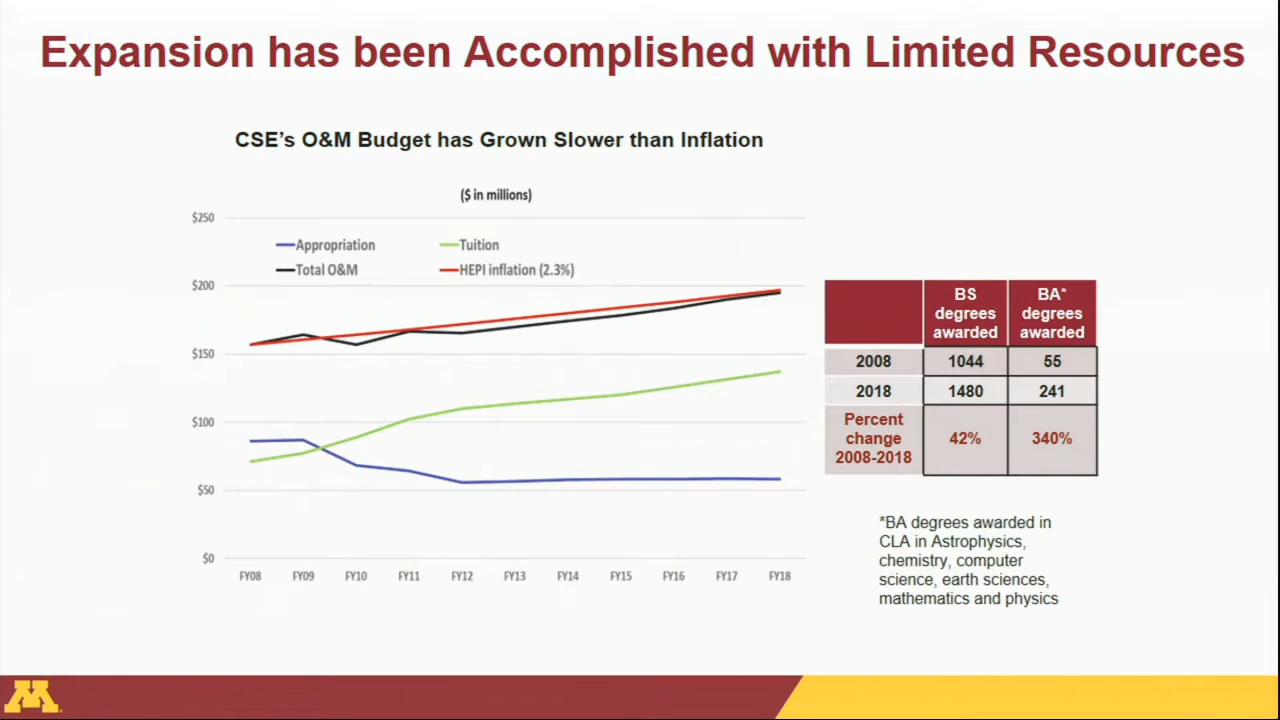 Expansion has been Accomplished with Limited Resources
CSE's O&M Budget has Grown Slower than Inflation
($ in millions)
$250
Appropriation
Tuition
Total O&M
HEPI inflation (2.3%)
$200
$150
$100
$50
$0
FY08 FY09 FY10 FY11 FY12 FY13 FY14 FY15 FY16 FY17 FY18
BS
degrees
awarded
BA*
degrees
awarded
2008 1044 55
2018 1480 241
Percent
change
2008-2018
42%
340%
*BA degrees awarded in
CLA in Astrophysics,
chemistry, computer
science, earth sciences,
mathematics and physics
M